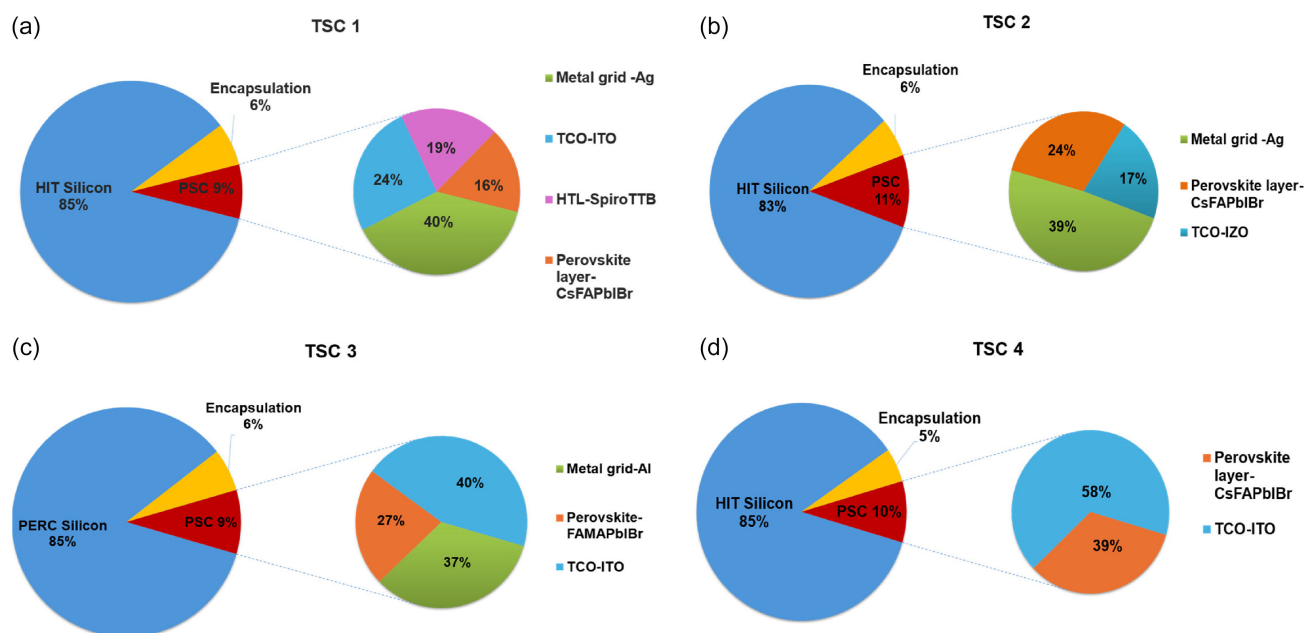 (a)
TSC 1
Encapsulation
6%
HIT Silicon
85%
PSC 9%
19%
24%
16%
40%
Metal grid -Ag
TCO-ITO
HTL-SpiroTTB
Perovskite
layer-
CsFAPbIBr
(b)
TSC 2
Encapsulation
6%
HIT Silicon
83%
PSC
11%
24%
17%
39%
Metal grid -Ag
Perovskite layer-
CsFAPbIBr
TCO-IZO
(c)
TSC 3
Encapsulation
6%
PERC Silicon
85%
PSC 9%
40%
27%
37%
Metal grid-Al
Perovskite-
FAMAPbIBr
TCO-ITO
(d)
TSC 4
Encapsulation
5%
HIT Silicon
85%
PSC 10%
58%
39%
Perovskite
layer-
CsFAPbIBr
TCO-ITO